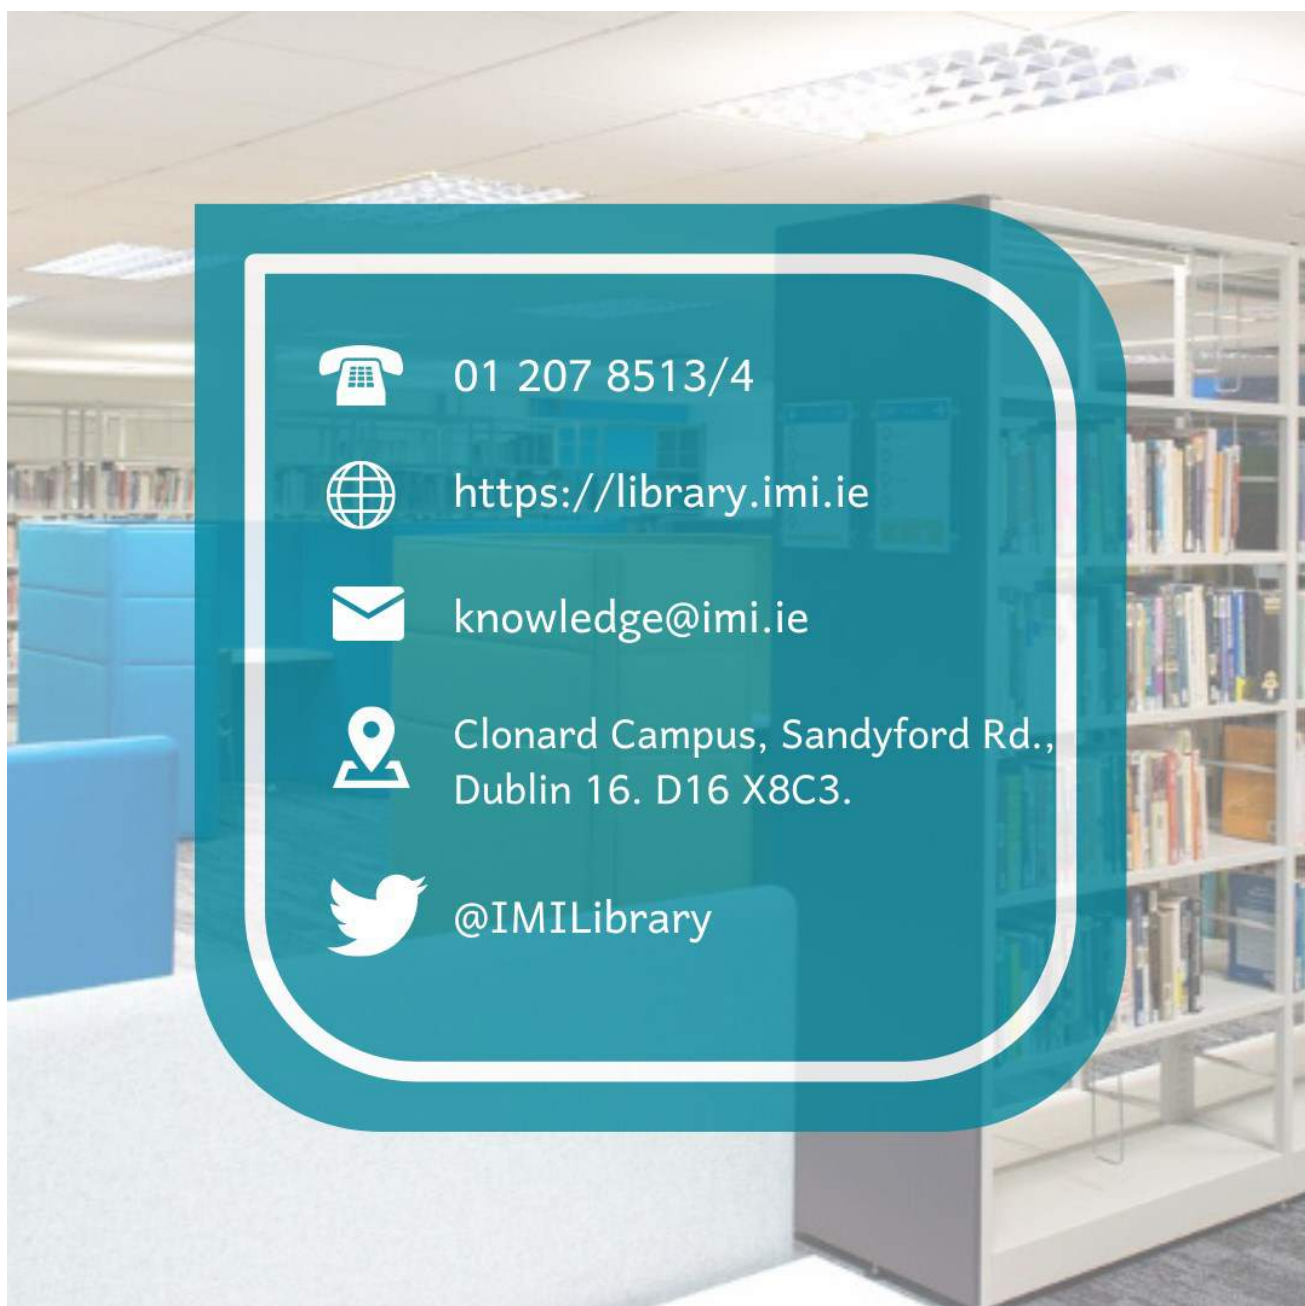 01 207 8513/4
https://library.imi.ie
knowledge@imi.ie
Clonard Campus, Sandyford Rd.,
Dublin 16. D16 X8C3.
@IMILibrary